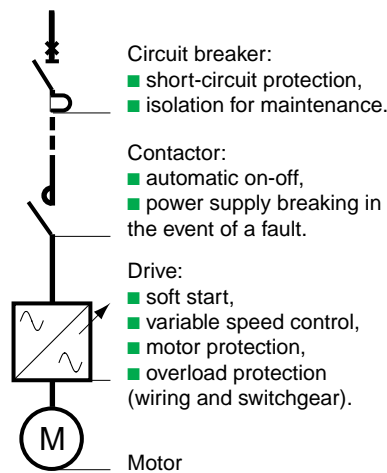 Circuit breaker:
■ short-circuit protection,
■ isolation for maintenance.
Contactor:
■ automatic on-off,
■ power supply breaking in
the event of a fault.
Drive:
■ soft start,
■ variable speed control,
■ motor protection,
■ overload protection
(wiring and switchgear).
M
Motor